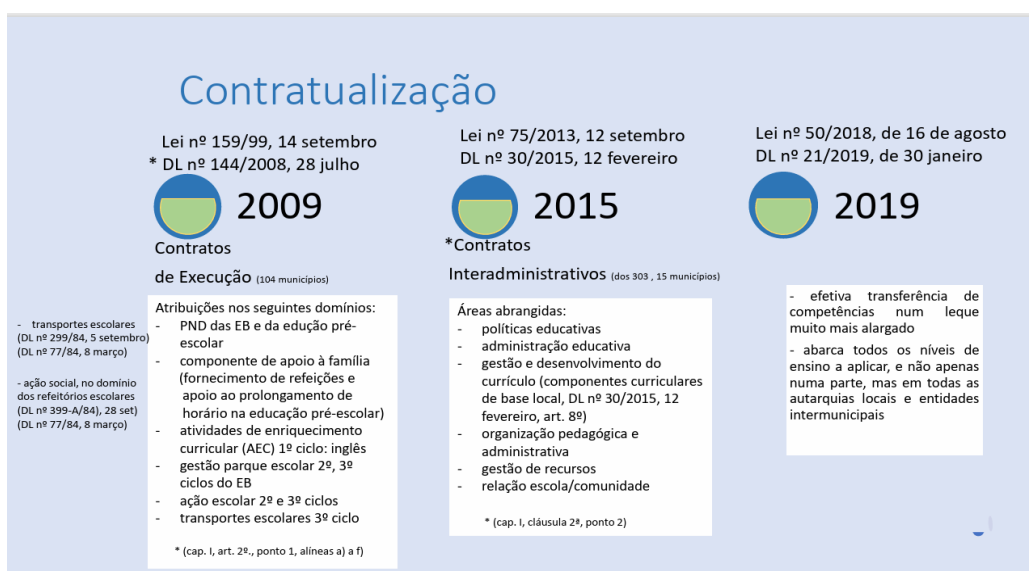 Contratualização
Lei nº 159/99, 14 setembro
* DL nº 144/2008, 28 julho
2009
Contratos
de Execução (104 municípios)
- transportes escolares
(DL nº 299/84, 5 setembro)
(DL nº 77/84, 8 março)
- ação social, no domínio
dos refeitórios escolares
(DL nº 399-A/84), 28 set)
(DL nº 77/84, 8 março)
Atribuições nos seguintes domínios:
- PND das EB e da edução pré-
escolar
- componente de apoio à família
(fornecimento de refeições e
apoio ao prolongamento de
horário na educação pré-escolar)
- atividades de enriquecimento
curricular (AEC) 1º ciclo: inglês
- gestão parque escolar 2º, 3º
ciclos do EB
- ação escolar 2º e 3º ciclos
- transportes escolares 3º ciclo
* (cap. I, art. 2º., ponto 1, alíneas a) a f)
Lei nº 75/2013, 12 setembro
DL nº 30/2015, 12 fevereiro
2015
*Contratos
Interadministrativos (dos 303 , 15 municípios)
Áreas abrangidas:
- políticas educativas
- administração educativa
- gestão e desenvolvimento do
currículo (componentes curriculares
de base local, DL nº 30/2015, 12
fevereiro, art. 8º)
- organização pedagógica e
administrativa
- gestão de recursos
- relação escola/comunidade
* (cap. I, cláusula 2ª, ponto 2)
Lei nº 50/2018, de 16 de agosto
DL nº 21/2019, de 30 janeiro
2019
- efetiva transferência de
competências num leque
muito mais alargado
- abarca todos os níveis de
ensino a aplicar, e não apenas
numa parte, mas em todas as
autarquias locais e entidades
intermunicipais